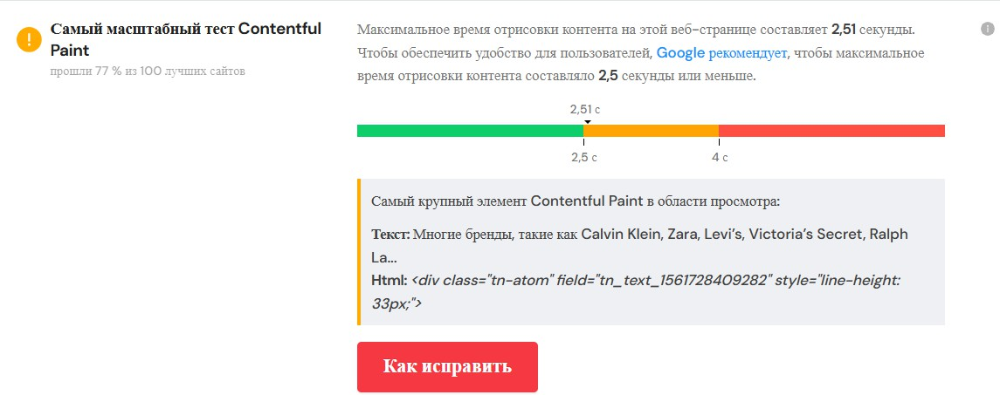 Самый масштабный тест Contentful
Paint
прошли 77 % из 100 лучших сайтов
Максимальное время отрисовки контента на этой веб-странице составляет 2,51 секунды.
Чтобы обеспечить удобство для пользователей, Google рекомендует, чтобы максимальное
время отрисовки контента составляло 2,5 секунды или меньше.
2,51 с
2,5 с
4 с
Самый крупный элемент Contentful Paint в области просмотра:
Текст: Многие бренды, такие как Calvin Klein, Zara, Levi’s, Victoria’s Secret, Ralph
La...
Html: <div class="tn-atom" field="tn_text_1561728409282" style="line-height:
33px;">
Как исправить